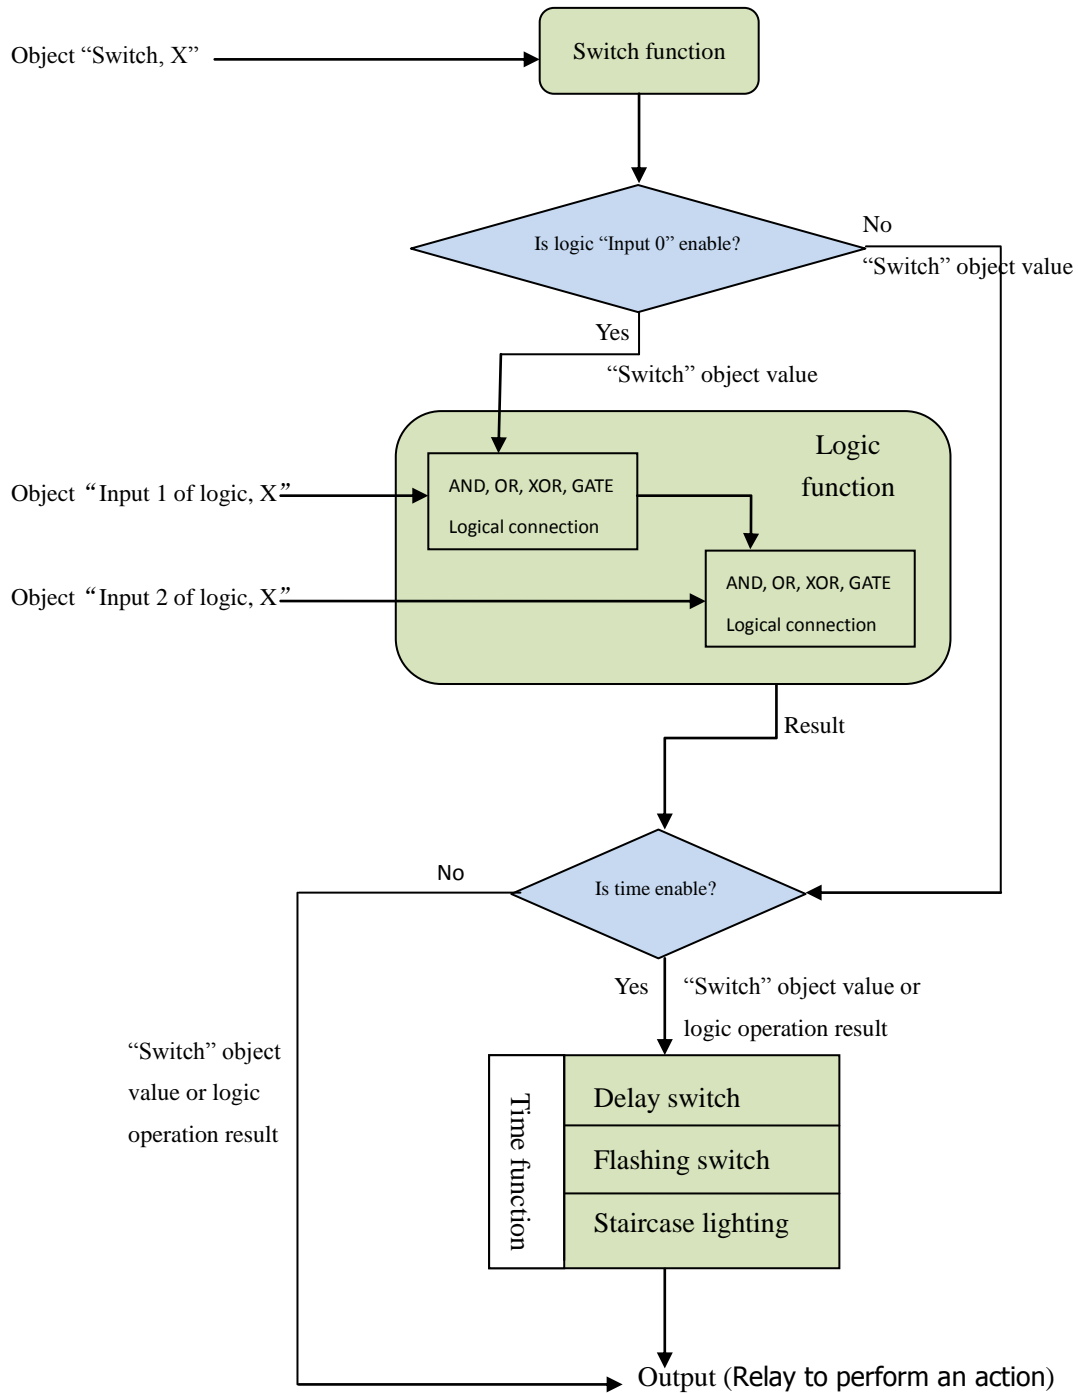 Object “Switch, X”
Switch function
Is logic “Input 0” enable?
No
“Switch” object value
Yes
“Switch” object value
Logic
function
Object “Input 1 of logic, X”
AND, OR, XOR, GATE
Logical connection
Object “Input 2 of logic, X”
AND, OR, XOR, GATE
Logical connection
Result
No
Is time enable?
Yes
“Switch” object value or
logic operation result
“Switch” object
value or logic
operation result
Time function
Delay switch
Flashing switch
Staircase lighting
Output (Relay to perform an action)